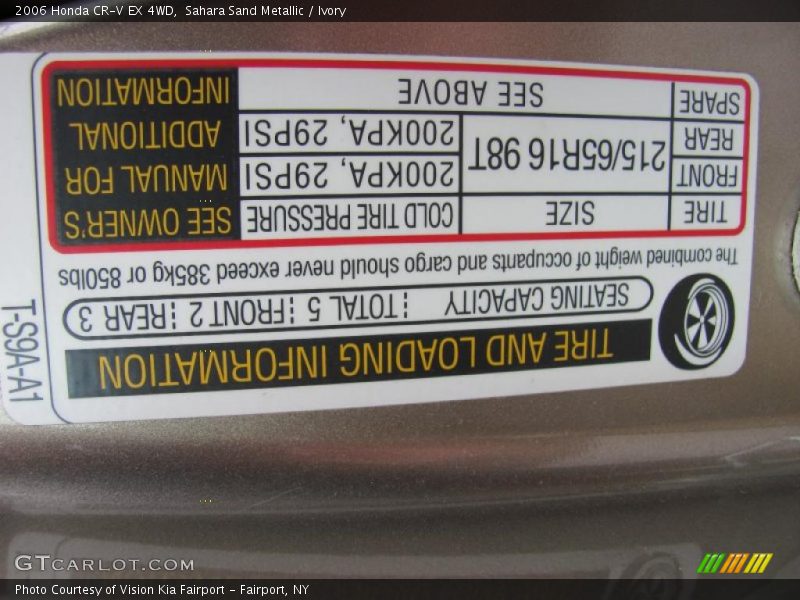 2006 Honda CR-V EX 4WD, Sahara Sand Metallic / Ivory
TIRE AND LOADING INFORMATION
SEATING CAPACITY TOTAL 5 FRONT 2 REAR 3
The combined weight of occupants and cargo should never exceed 385kg or 850lbs
TIRE SIZE COLD TIRE PRESSURE
FRONT 215/65R16 98T 200KPA, 29PSI
REAR 200KPA, 29PSI
SPARE SEE ABOVE
SEE OWNER'S
MANUAL FOR
ADDITIONAL
INFORMATION
T-S9A-A1
GTCARLOT.COM
Photo Courtesy of Vision Kia Fairport - Fairport, NY